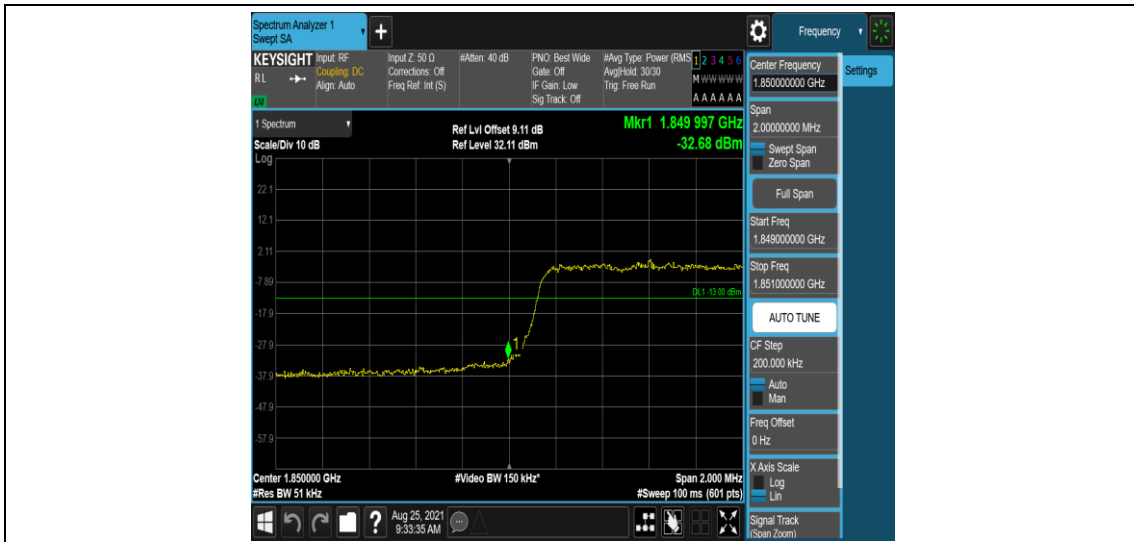 Spectrum Analyzer 1
Swept SA
+
Frequency
KEYSIGHT
RL
LXI
Input: RF
Coupling: DC
Align: Auto
Input Z: 50 Ω
Corrections: Off
Freq Ref: Int (S)
#Atten: 40 dB
PNO: Best Wide
Gate: Off
IF Gain: Low
Sig Track: Off
#Avg Type: Power (RMS
Avg|Hold: 30/30
Trig: Free Run
1 2 3 4 5 6
M W W W W W
A A A A A A
1 Spectrum
Scale/Div 10 dB
Log
Ref Lvl Offset 9.11 dB
Ref Level 32.11 dBm
Mkr1 1.849 997 GHz
-32.68 dBm
22.1
12.1
2.11
-7.89
-17.9
-27.9
-37.9
-47.9
-57.9
DL1 -13.00 dBm
1
Center 1.850000 GHz
#Res BW 51 kHz
#Video BW 150 kHz*
Span 2.000 MHz
#Sweep 100 ms (601 pts)
?
Aug 25, 2021
9:33:35 AM
Center Frequency
1.850000000 GHz
Settings
Span
2.00000000 MHz
Swept Span
Zero Span
Full Span
Start Freq
1.849000000 GHz
Stop Freq
1.851000000 GHz
AUTO TUNE
CF Step
200.000 kHz
Auto
Man
Freq Offset
0 Hz
X Axis Scale
Log
Lin
Signal Track
(Span Zoom)